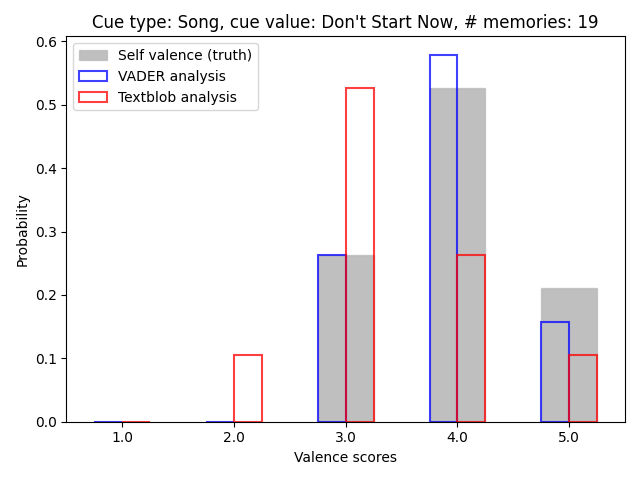 Cue type: Song, cue value: Don't Start Now, # memories: 19
Self valence (truth)
VADER analysis
Textblob analysis
Probability
0.6
0.5
0.4
0.3
0.2
0.1
0.0
1.0 2.0 3.0 4.0 5.0
Valence scores